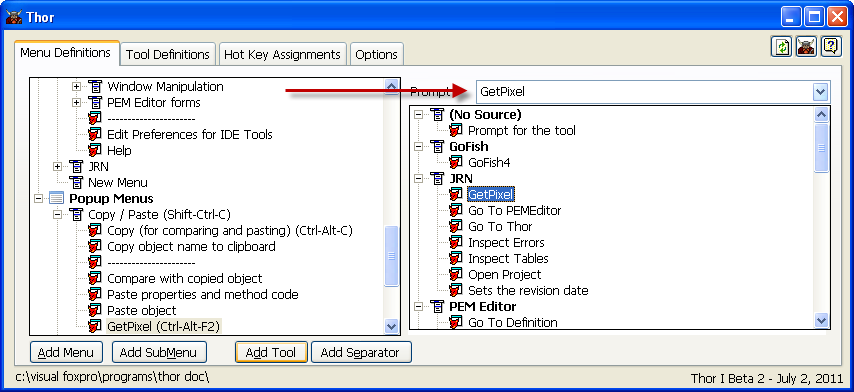 Thor
Menu Definitions Tool Definitions Hot Key Assignments Options
Window Manipulation
PEM Editor forms
----------------------
Edit Preferences for IDE Tools
Help
JRN
New Menu
Popup Menus
Copy / Paste (Shift-Ctrl-C)
Copy (for comparing and pasting) (Ctrl-Alt-C)
Copy object name to clipboard
----------------------
Compare with copied object
Paste properties and method code
Paste object
GetPixel (Ctrl-Alt-F2)
Prompt GetPixel
(No Source)
Prompt for the tool
GoFish
GoFish4
JRN
GetPixel
Go To PEMEditor
Go To Thor
Inspect Errors
Inspect Tables
Open Project
Sets the revision date
PEM Editor
Go To Definition
Add Menu Add SubMenu Add Tool Add Separator
c:\visual foxpro\programs\thor doc\ Thor I Beta 2 - July 2, 2011